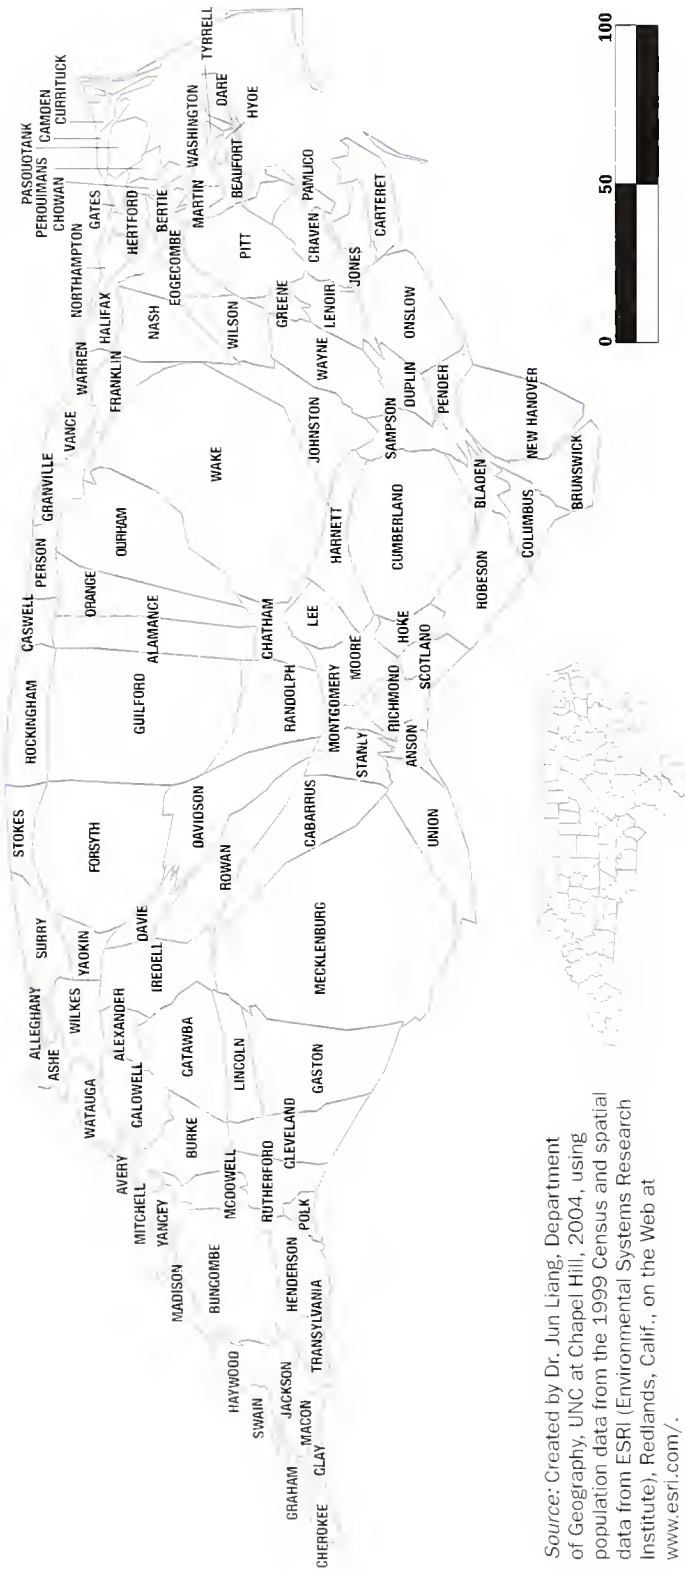 CHEROKEE
GRAHAM
CLAY
MACON
SWAIN
JACKSON
HAYWOOD
TRANSYLVANIA
HENDERSON
BUNCOMBE
MADISON
YANCEY
MITCHELL
AVERY
MCDOWELL
POLK
RUTHERFORD
BURKE
CLEVELAND
WATAUGA
CALDWELL
ALEXANDER
CATAWBA
LINCOLN
GASTON
ASHE
ALLEGHANY
WILKES
SURRY
YADKIN
IREDELL
DAVIE
MECKLENBURG
STOKES
FORSYTH
DAVIDSON
ROWAN
CABARRUS
UNION
STANLY
ANSON
ROCKINGHAM
GUILFORD
RANDOLPH
MONTGOMERY
RICHMOND
MOORE
SCOTLAND
HOKE
CASWELL
ALAMANCE
CHATHAM
LEE
PERSON
ORANGE
DURHAM
HARNETT
CUMBERLAND
ROBESON
GRANVILLE
VANCE
WAKE
JOHNSTON
SAMPSON
BLADEN
COLUMBUS
BRUNSWICK
NEW HANOVER
WARREN
FRANKLIN
HALIFAX
NASH
WILSON
WAYNE
DUPLIN
PENDER
NORTHAMPTON
EDGECOMBE
GREENE
LENOIR
JONES
ONSLOW
PASQUOTANK
PERQUIMANS
CHOWAN
GATES
HERTFORD
BERTIE
MARTIN
PITT
CRAVEN
CAMDEN
CURRITUCK
WASHINGTON
BEAUFORT
PAMLICO
CARTERET
TYRRELL
DARE
HYDE
0 50 100
Source: Created by Dr. Jun Liang, Department
of Geography, UNC at Chapel Hill, 2004, using
population data from the 1999 Census and spatial
data from ESRI (Environmental Systems Research
Institute), Redlands, Calif., on the Web at
www.esri.com/.